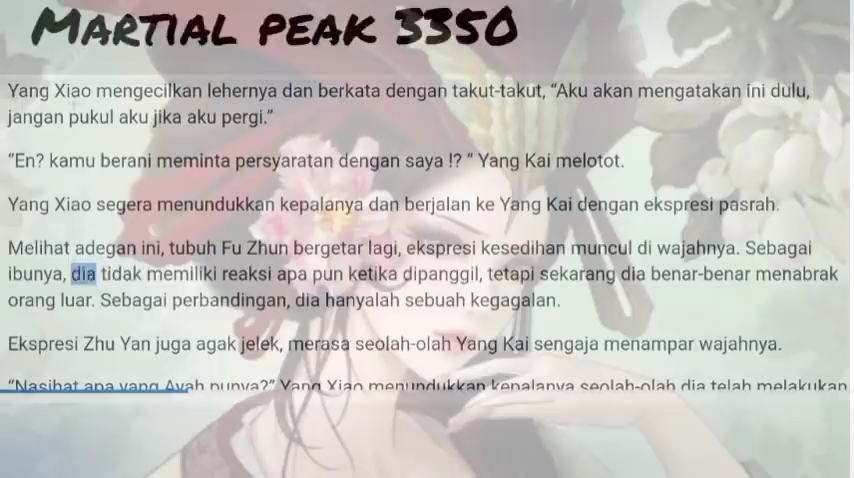 MARTIAL PEAK 3350
Yang Xiao mengecilkan lehernya dan berkata dengan takut-takut, “Aku akan mengatakan ini dulu,
jangan pukul aku jika aku pergi.”
“En? kamu berani meminta persyaratan dengan saya !? ” Yang Kai melotot.
Yang Xiao segera menundukkan kepalanya dan berjalan ke Yang Kai dengan ekspresi pasrah.
Melihat adegan ini, tubuh Fu Zhun bergetar lagi, ekspresi kesedihan muncul di wajahnya. Sebagai
ibunya, dia tidak memiliki reaksi apa pun ketika dipanggil, tetapi sekarang dia benar-benar menabrak
orang luar. Sebagai perbandingan, dia hanyalah sebuah kegagalan.
Ekspresi Zhu Yan juga agak jelek, merasa seolah-olah Yang Kai sengaja menampar wajahnya.
“Nasihat apa yang Ayah punya?” Yang Xiao menundukkan kepalanya seolah-olah dia telah melakukan